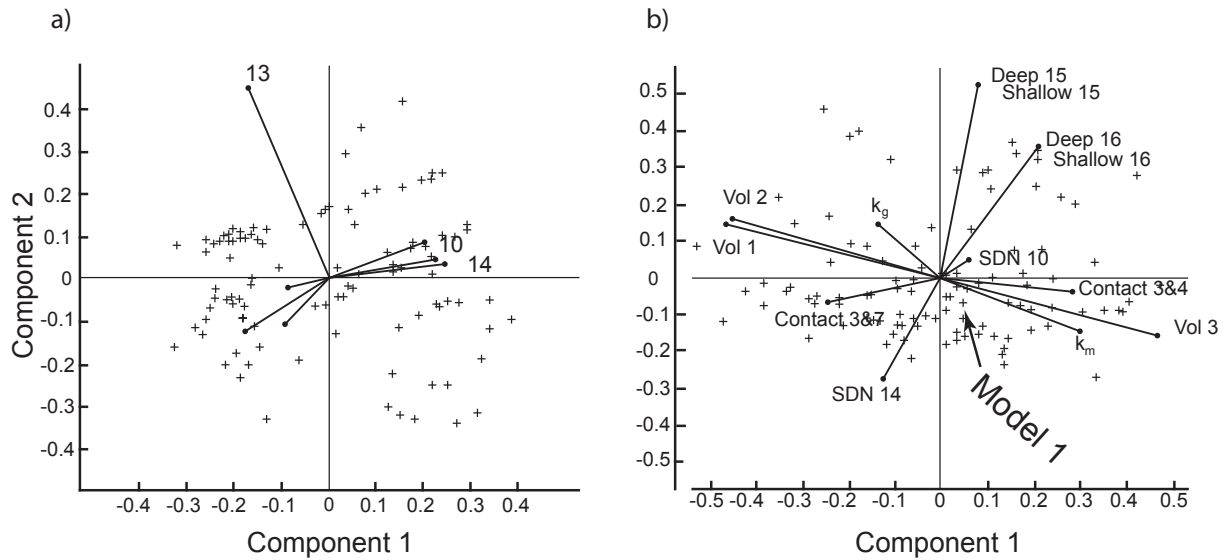 a)
b)
13
10
14
0.4
0.3
0.2
0.1
0
-0.1
-0.2
-0.3
-0.4
Component 2
-0.4
-0.3
-0.2
-0.1
0
0.1
0.2
0.3
0.4
Component 1
Deep 15
Shallow 15
Deep 16
Shallow 16
Vol 2
Vol 1
kg
SDN 10
Contact 3&4
Contact 3&7
Vol 3
km
SDN 14
Model 1
0.5
0.4
0.3
0.2
0.1
0
-0.1
-0.2
-0.3
-0.4
-0.5
-0.5
-0.4
-0.3
-0.2
-0.1
0
0.1
0.2
0.3
0.4
0.5
Component 1